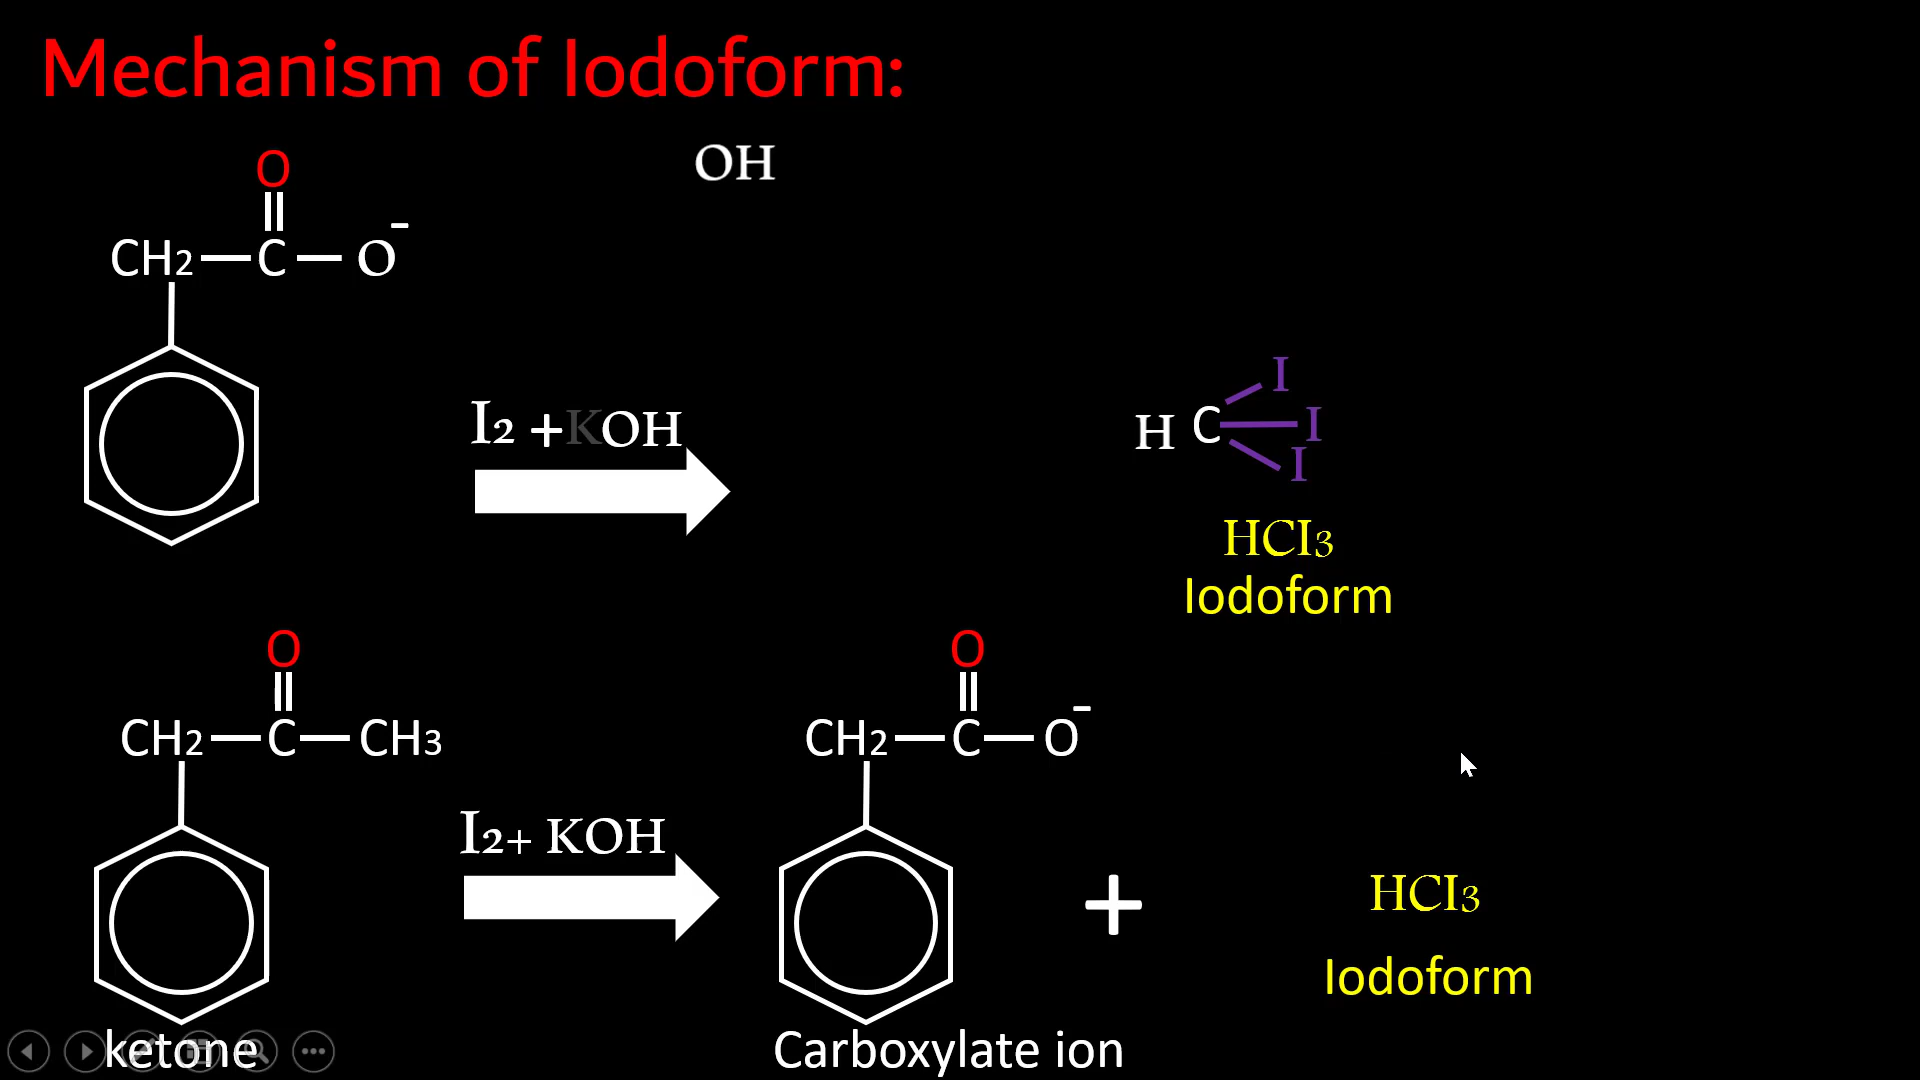 Mechanism of Iodoform:
O
OH
CH2 C O-
I2 +KOH
I
H C I
I
HCI3
Iodoform
O
CH2 C CH3
O
CH2 C O-
I2+ KOH
+
HCI3
Iodoform
ketone
Carboxylate ion